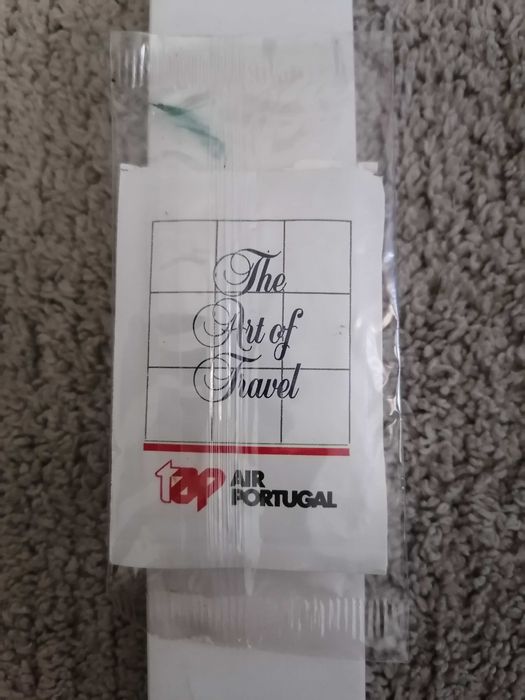 The
Art of
Travel
tap AIR
PORTUGAL